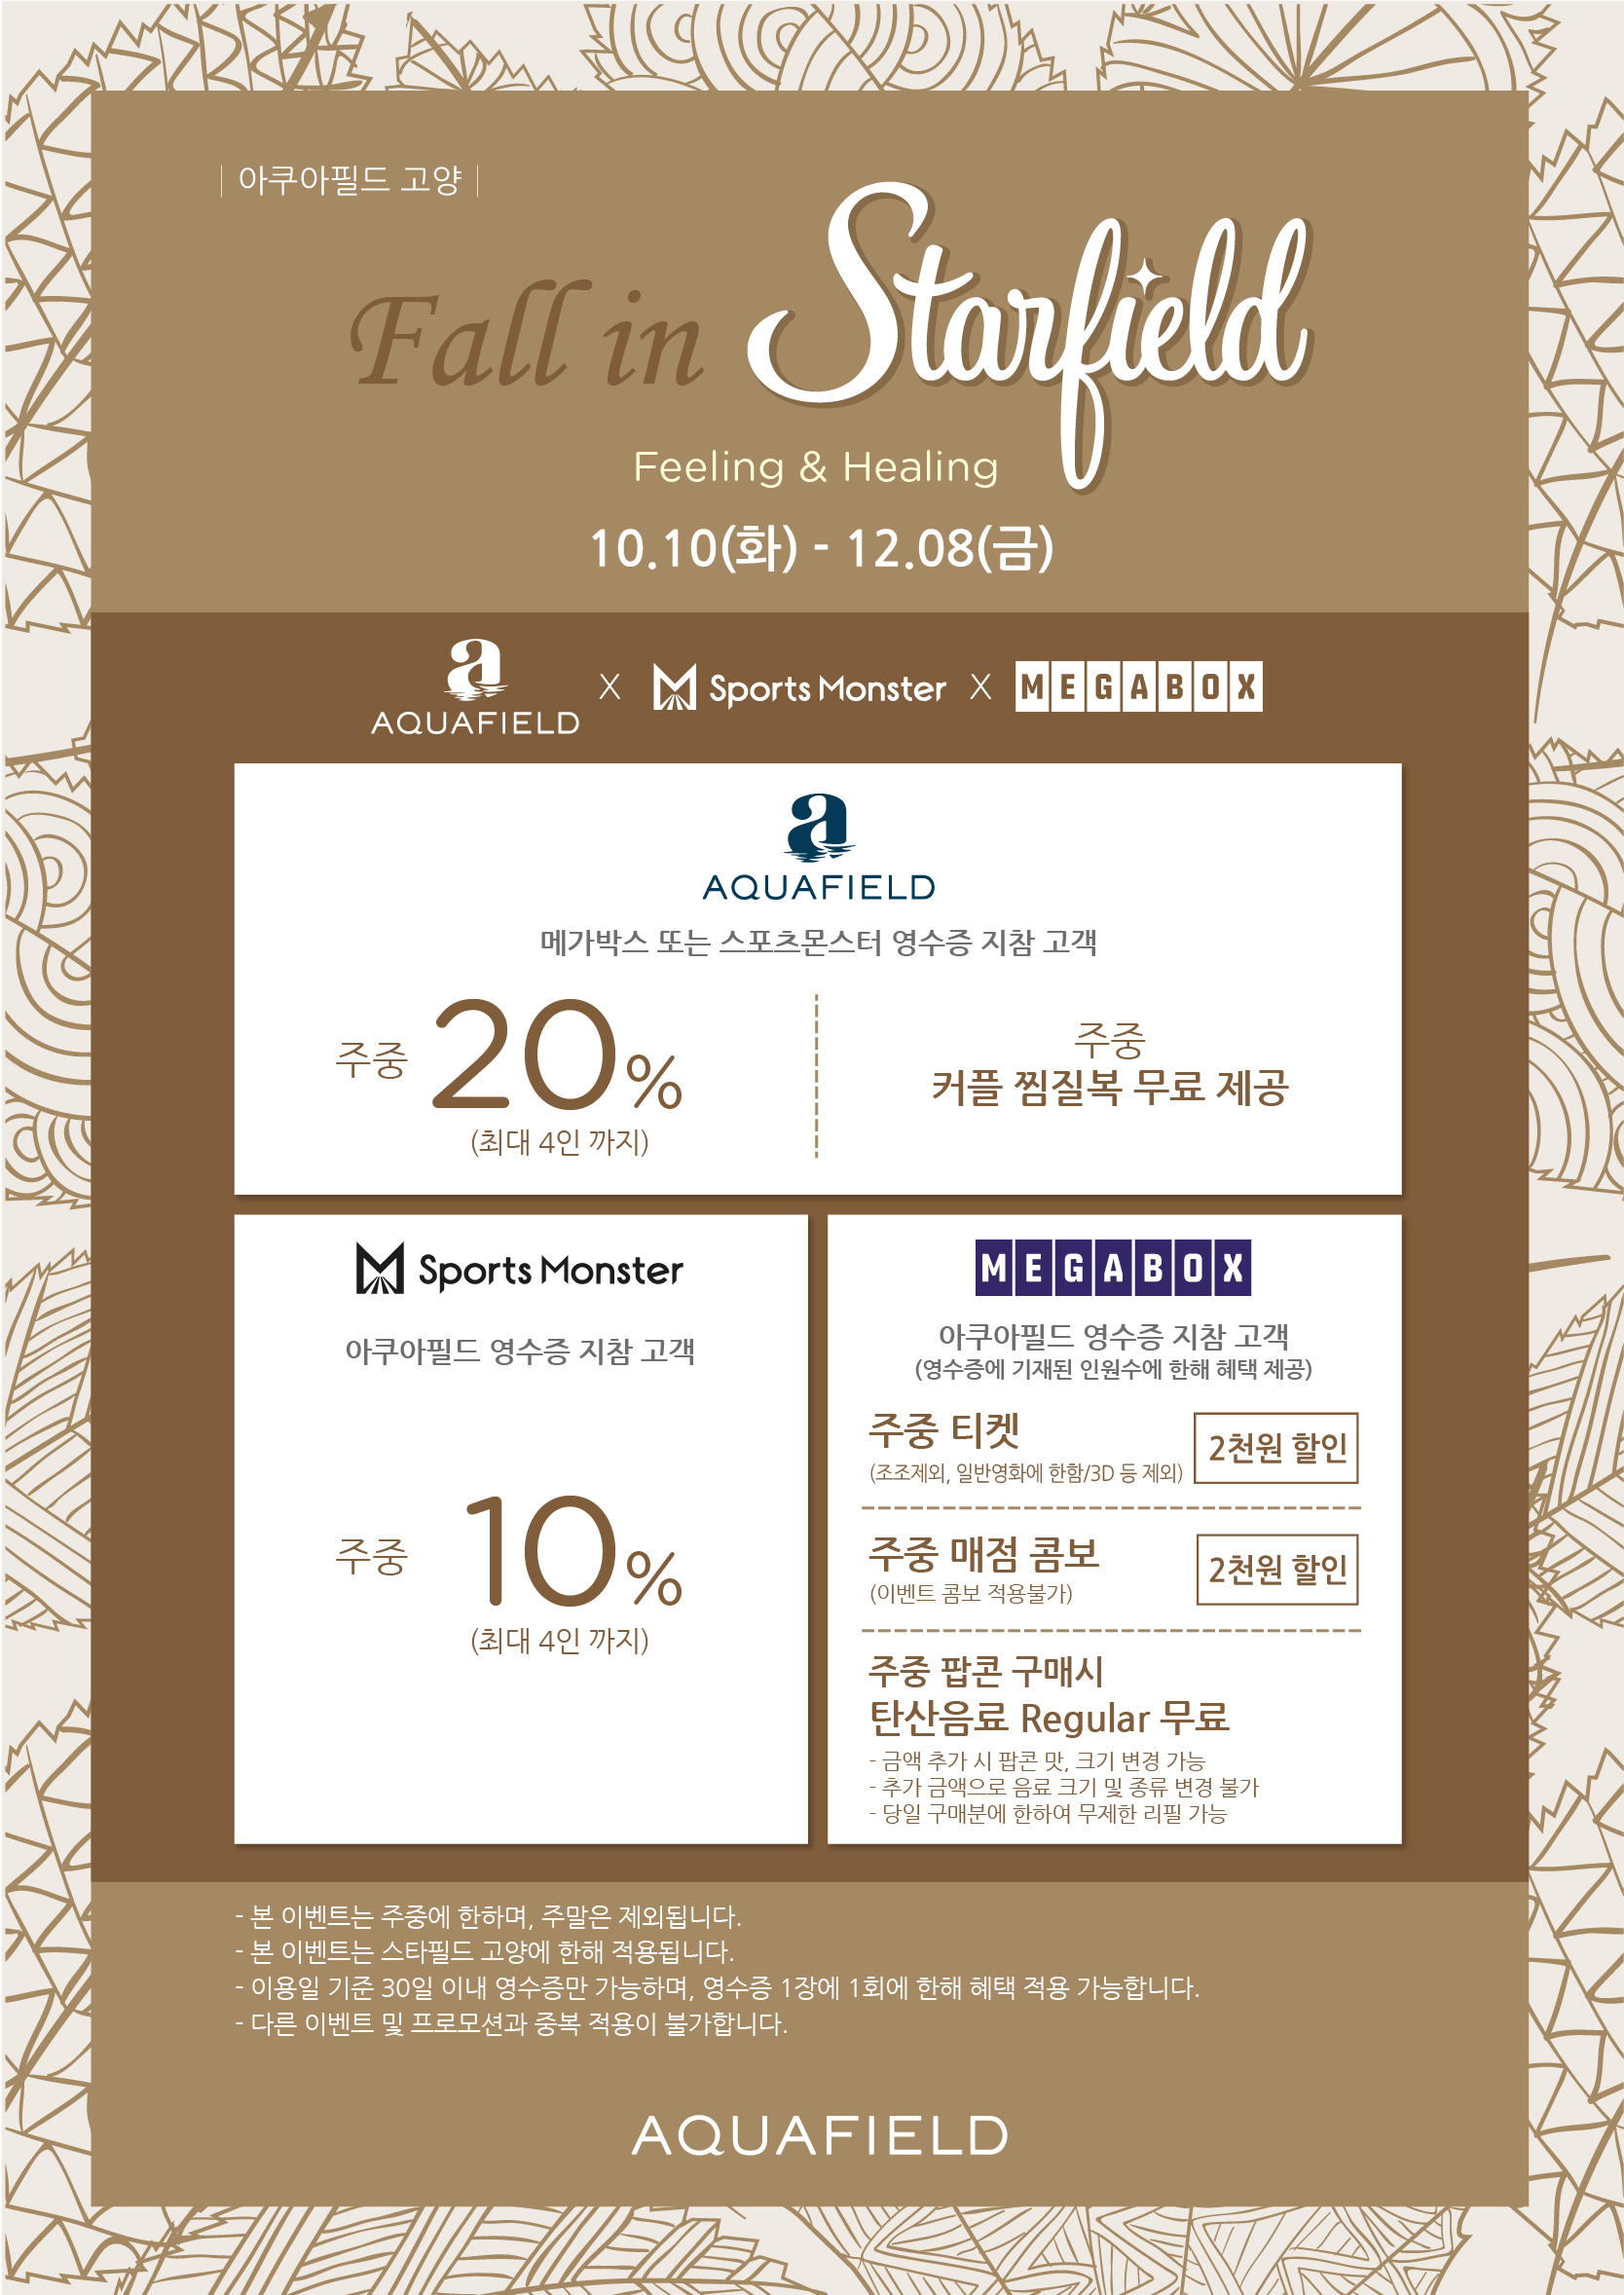 아쿠아필드 고양
Fall in Starfield
Feeling & Healing
10.10(화) - 12.08(금)
a AQUAFIELD X Sports Monster X MEGABOX
a
AQUAFIELD
메가박스 또는 스포츠몬스터 영수증 지참 고객
주중 20%
(최대 4인 까지)
주중
커플 찜질복 무료 제공
Sports Monster
아쿠아필드 영수증 지참 고객
주중 10%
(최대 4인 까지)
MEGABOX
아쿠아필드 영수증 지참 고객
(영수증에 기재된 인원수에 한해 혜택 제공)
주중 티켓
(조조제외, 일반영화에 한함/3D 등 제외)
2천원 할인
주중 매점 콤보
(이벤트 콤보 적용불가)
2천원 할인
주중 팝콘 구매시
탄산음료 Regular 무료
- 금액 추가 시 팝콘 맛, 크기 변경 가능
- 추가 금액으로 음료 크기 및 종류 변경 불가
- 당일 구매분에 한하여 무제한 리필 가능
- 본 이벤트는 주중에 한하며, 주말은 제외됩니다.
- 본 이벤트는 스타필드 고양에 한해 적용됩니다.
- 이용일 기준 30일 이내 영수증만 가능하며, 영수증 1장에 1회에 한해 혜택 적용 가능합니다.
- 다른 이벤트 및 프로모션과 중복 적용이 불가합니다.
AQUAFIELD